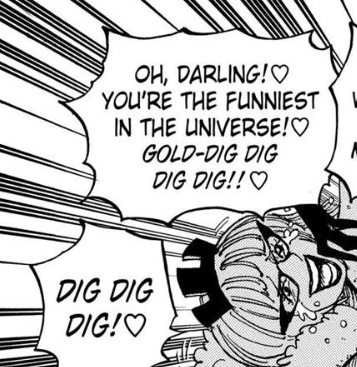 OH, DARLING!♡
YOU'RE THE FUNNIEST
IN THE UNIVERSE!♡
GOLD-DIG DIG
DIG DIG!!♡
DIG DIG
DIG!♡